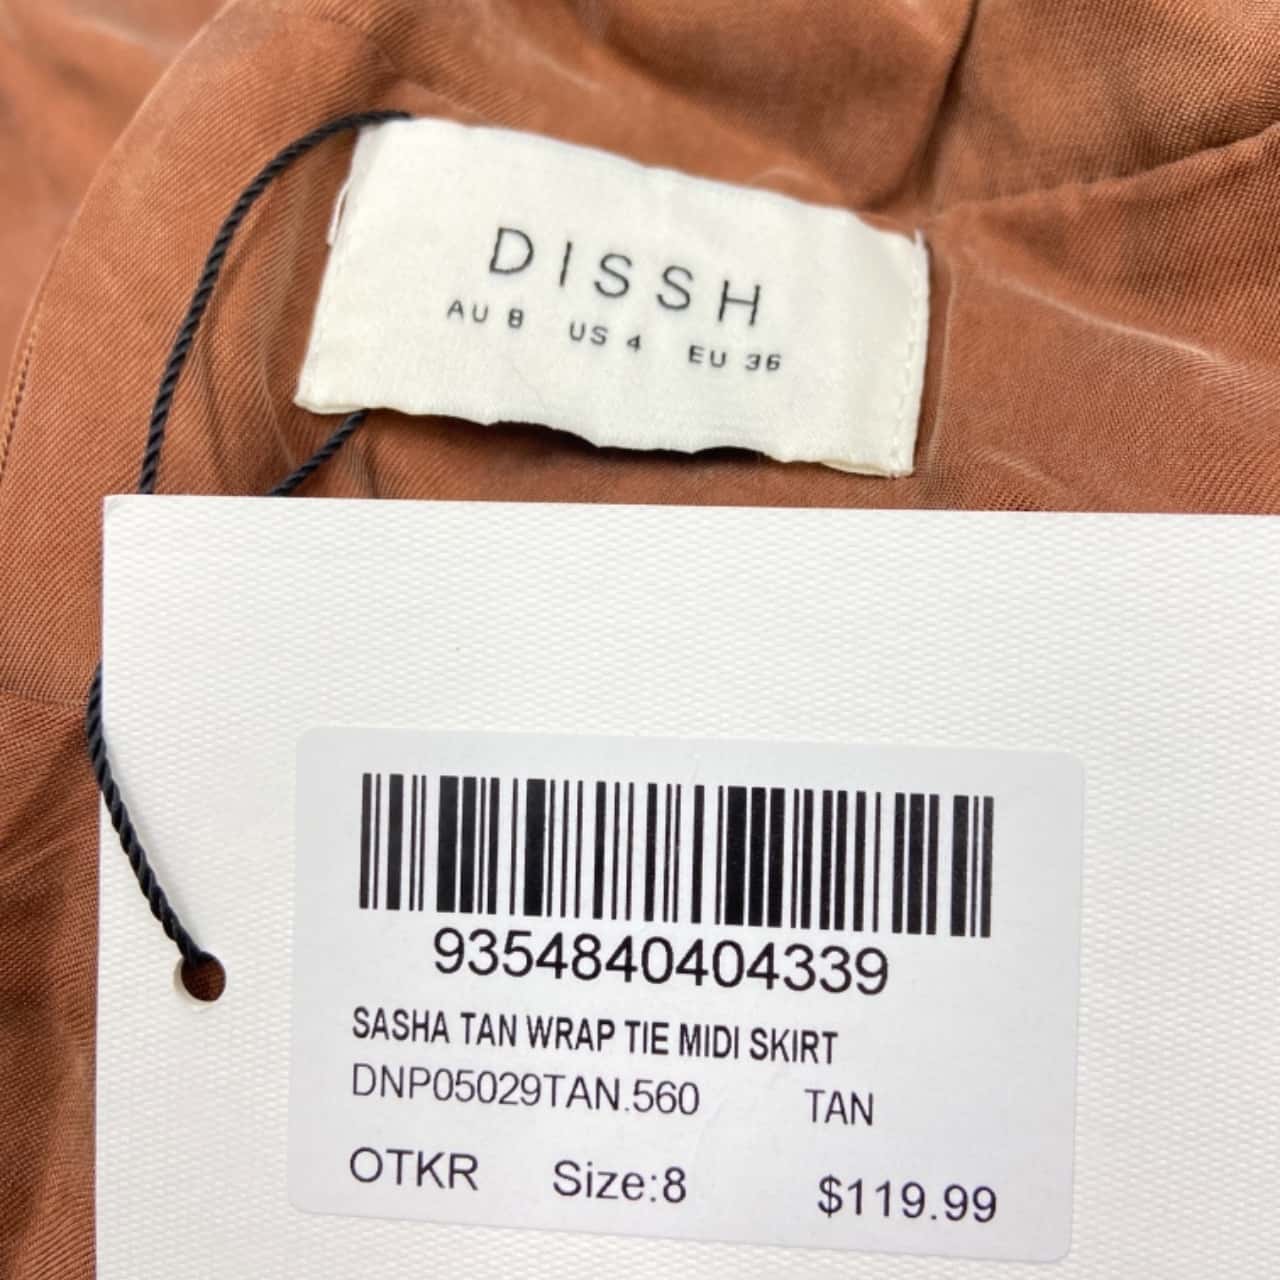 DISSH
AU 8 US 4 EU 36
9354840404339
SASHA TAN WRAP TIE MIDI SKIRT
DNP05029TAN.560 TAN
OTKR Size:8 $119.99